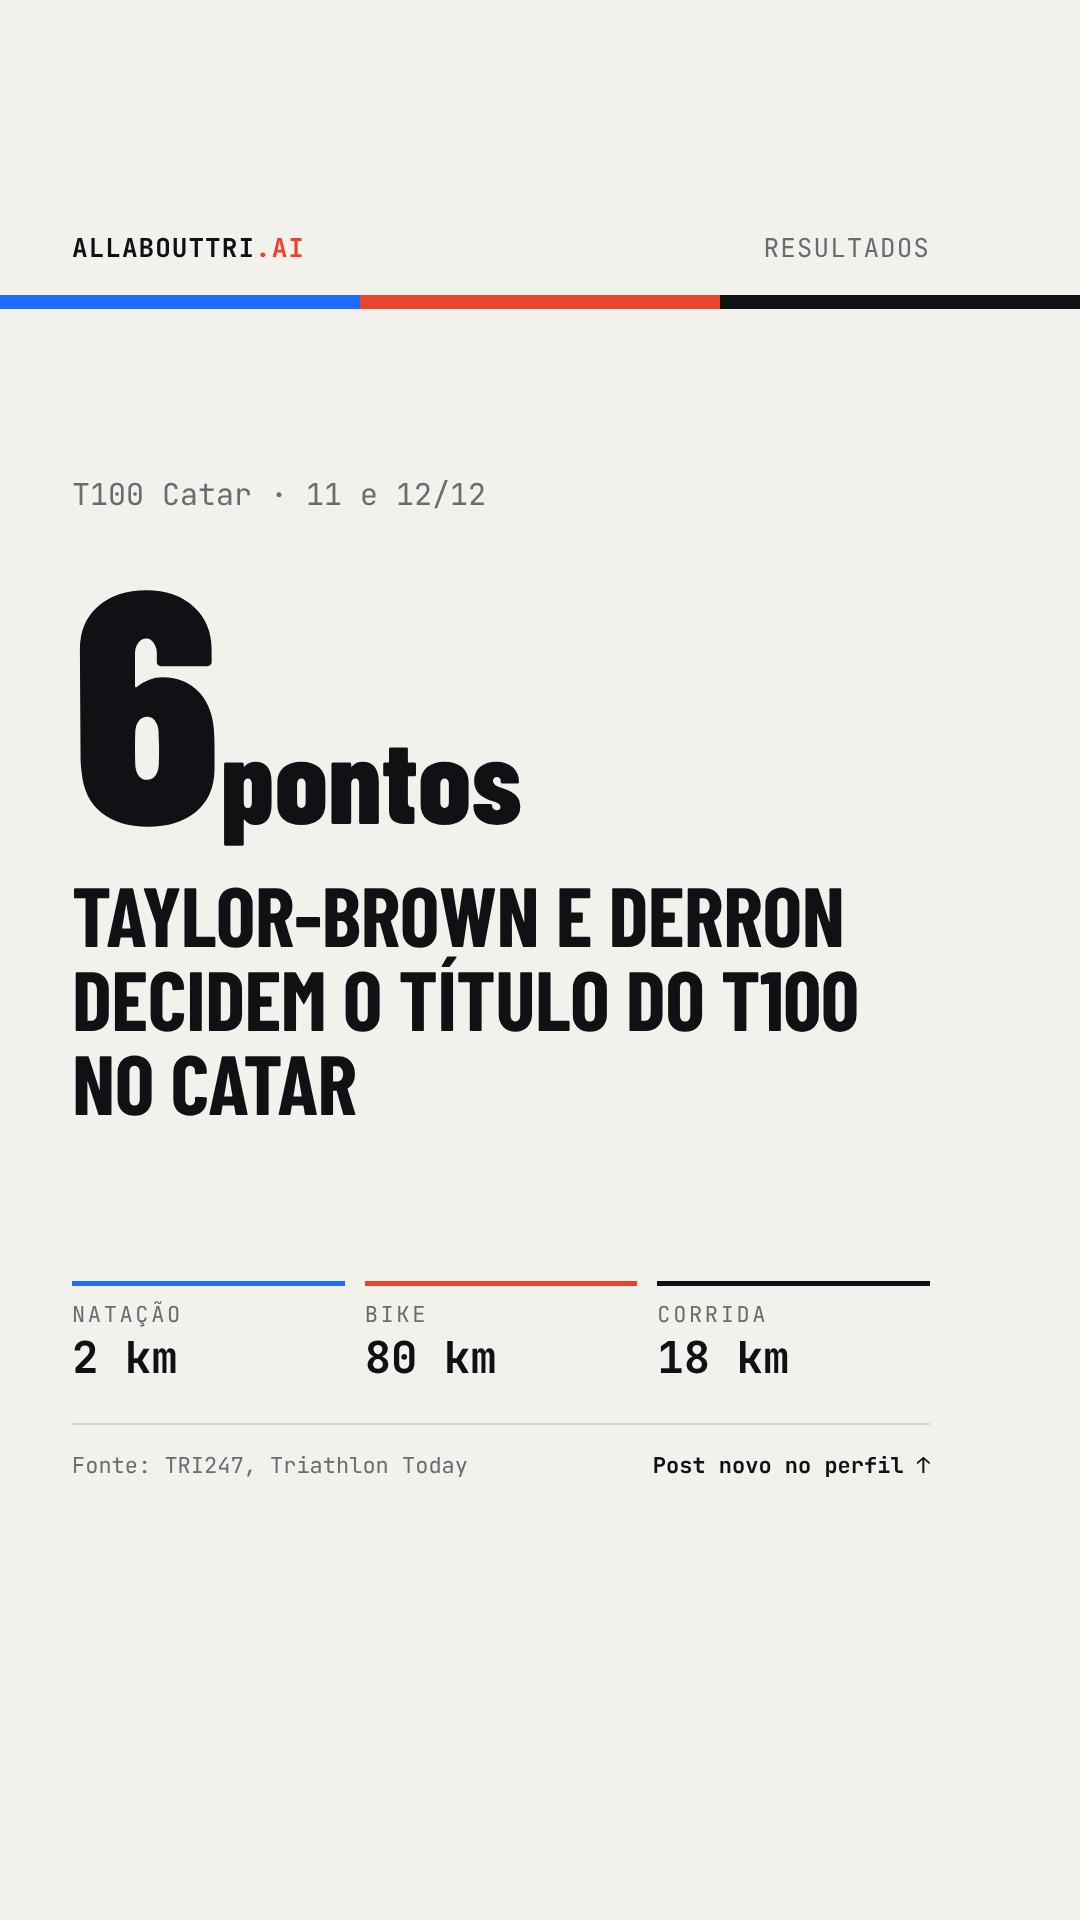 ALLABOUTTRI.AI
RESULTADOS
T100 Catar · 11 e 12/12
6pontos
TAYLOR-BROWN E DERRON
DECIDEM O TÍTULO DO T100
NO CATAR
NATAÇÃO
2 km
BIKE
80 km
CORRIDA
18 km
Fonte: TRI247, Triathlon Today
Post novo no perfil ↑